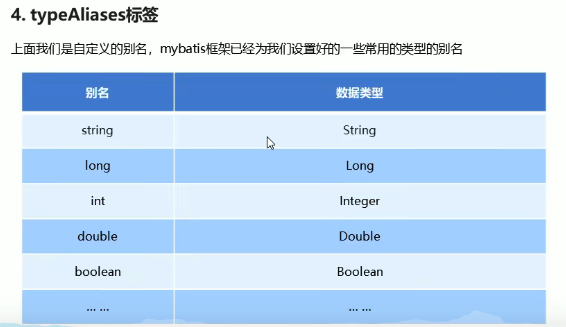 4. typeAliases标签
上面我们是自定义的别名，mybatis框架已经为我们设置好的一些常用的类型的别名
别名 数据类型
string String
long Long
int Integer
double Double
boolean Boolean
... ... ... ...